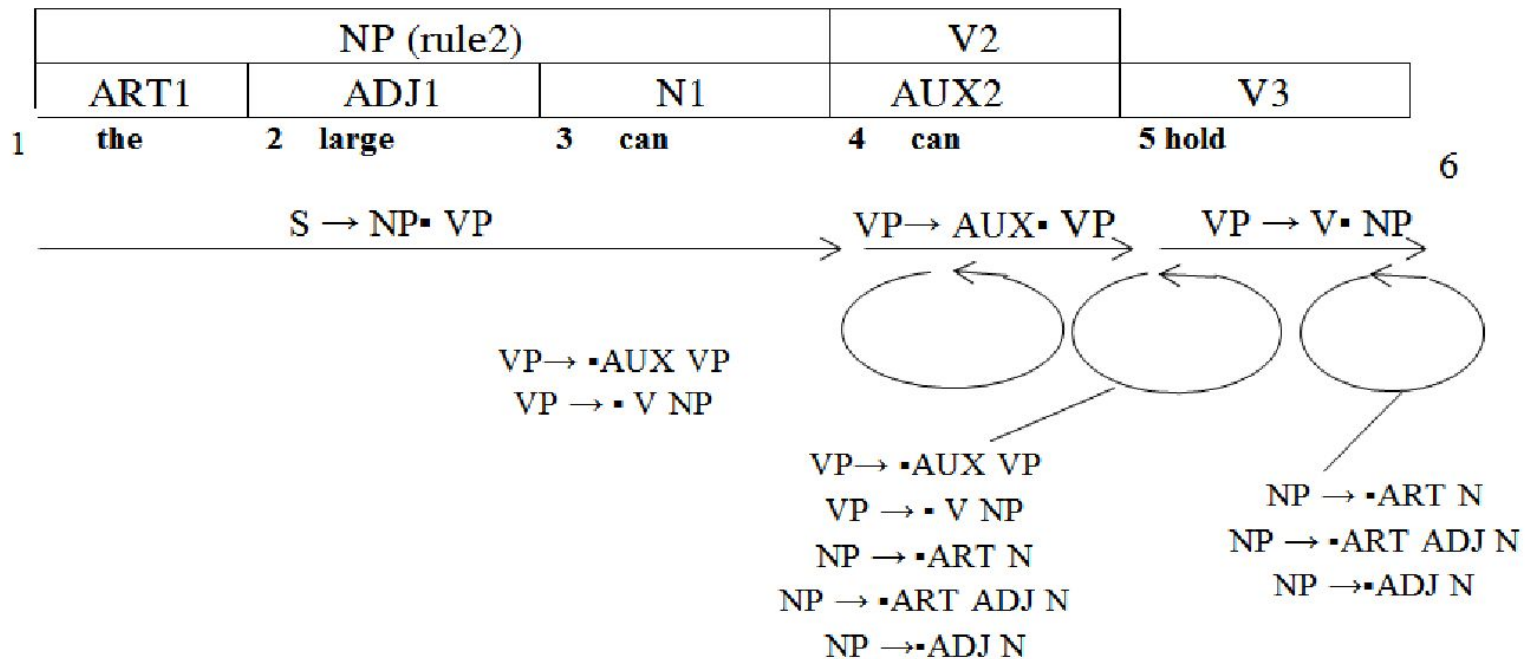 NP (rule2) V2
ART1 ADJ1 N1 AUX2 V3
1 the 2 large 3 can 4 can 5 hold 6
S → NP▪ VP VP→ AUX▪ VP VP → V▪ NP
VP→ ▪AUX VP
VP → ▪ V NP
VP→ ▪AUX VP
VP → ▪ V NP
NP → ▪ART N
NP → ▪ART ADJ N
NP →▪ADJ N
NP → ▪ART N
NP → ▪ART ADJ N
NP →▪ADJ N